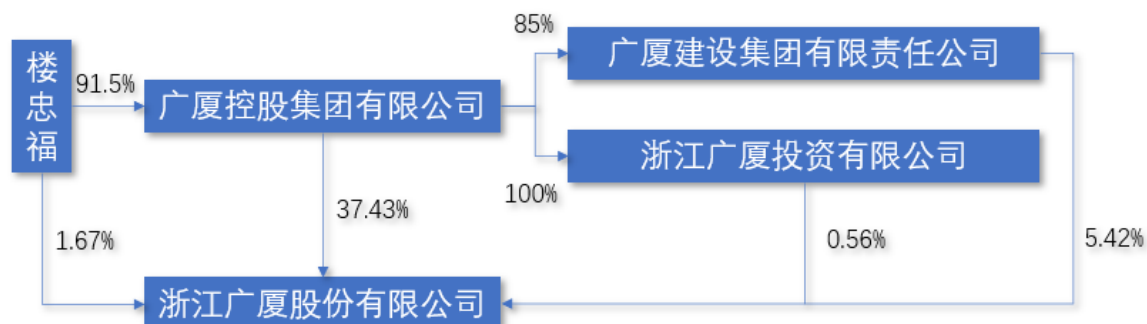 楼忠福
91.5%
广厦控股集团有限公司
85%
广厦建设集团有限责任公司
100%
浙江广厦投资有限公司
1.67%
37.43%
0.56%
5.42%
浙江广厦股份有限公司